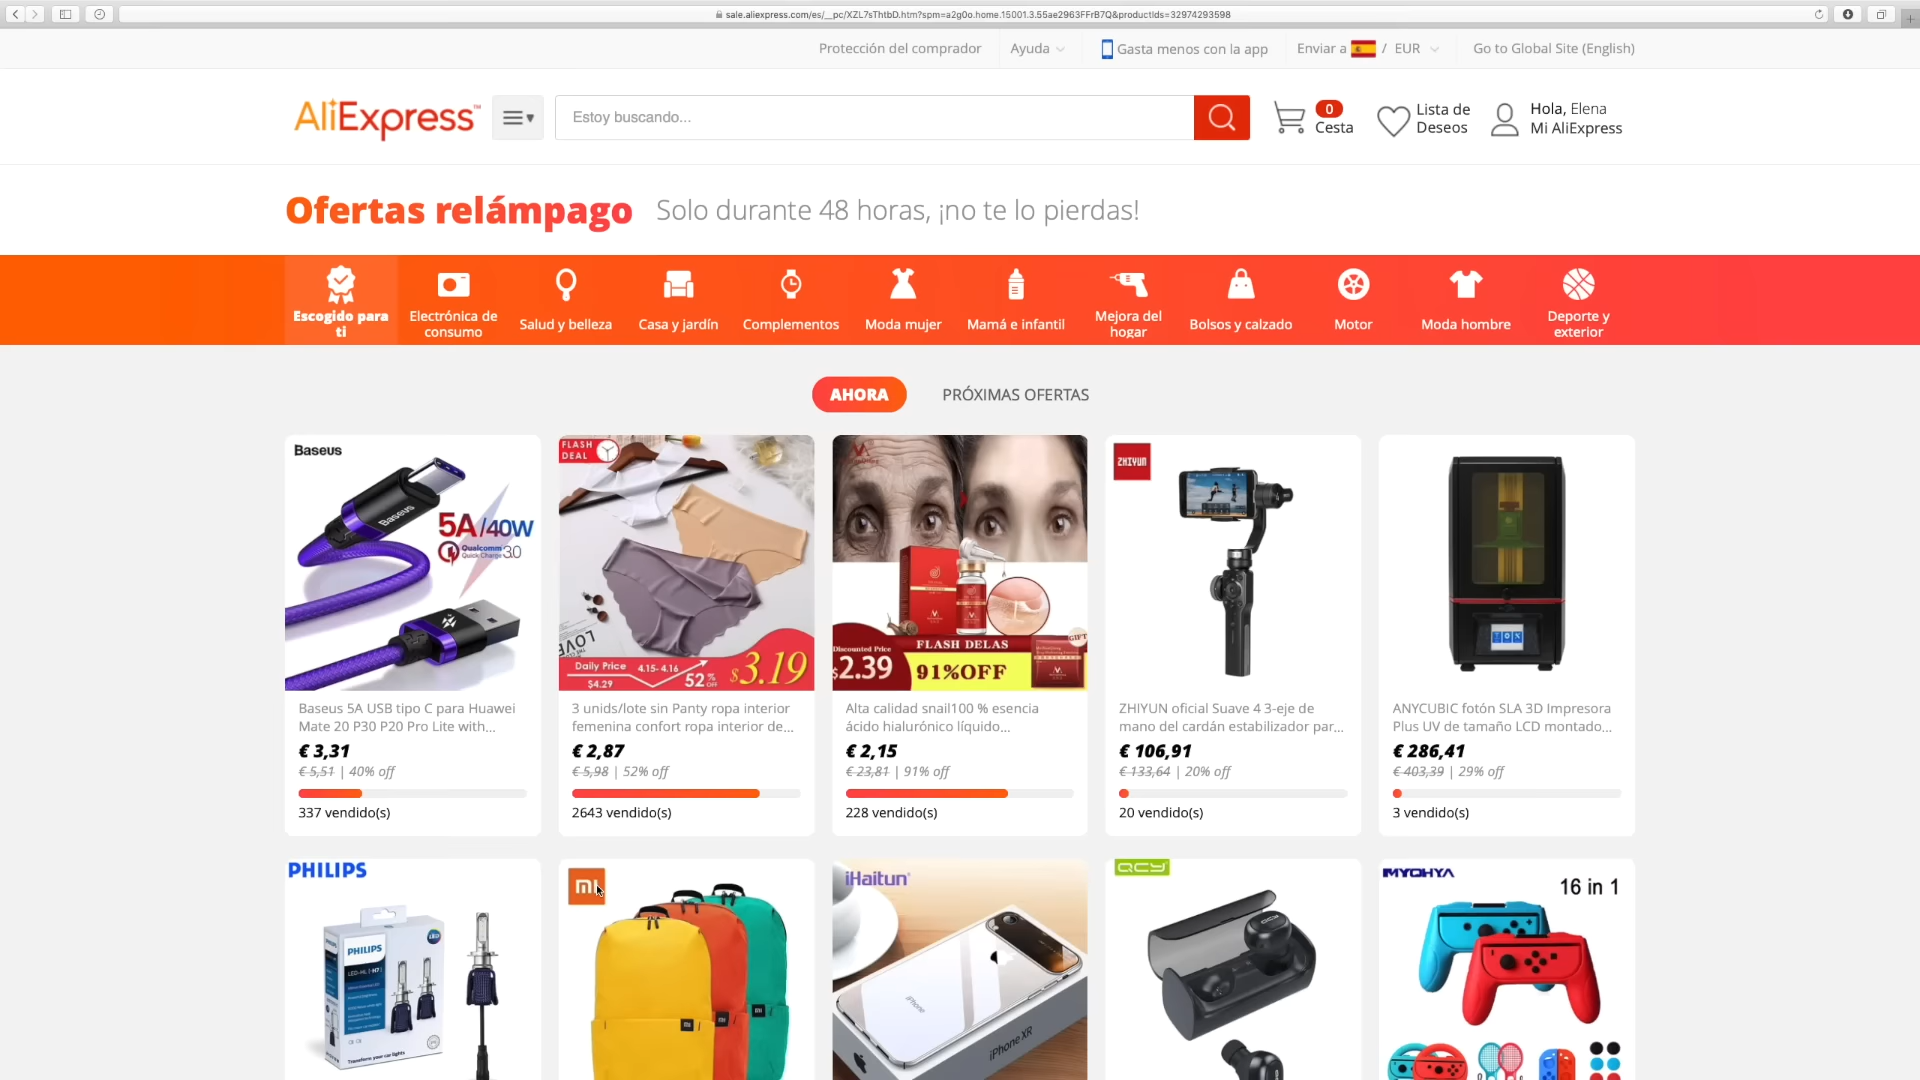 sale.aliexpress.com/es/__pc/XZL7sThtbD.htm?spm=a2g0o.home.15001.3.55ae2963FFrB7Q&productIds=32974293598
Protección del comprador
Ayuda
Gasta menos con la app
Enviar a / EUR
Go to Global Site (English)
AliExpress™
Estoy buscando...
0
Cesta
Lista de
Deseos
Hola, Elena
Mi AliExpress
Ofertas relámpago
Solo durante 48 horas, ¡no te lo pierdas!
Escogido para
ti
Electrónica de
consumo
Salud y belleza
Casa y jardín
Complementos
Moda mujer
Mamá e infantil
Mejora del
hogar
Bolsos y calzado
Motor
Moda hombre
Deporte y
exterior
AHORA
PRÓXIMAS OFERTAS
Baseus
Baseus
5A/40W
Qualcomm
Quick Charge 3.0
Baseus 5A USB tipo C para Huawei
Mate 20 P30 P20 Pro Lite with...
€ 3,31
€ 5,51 | 40% off
337 vendido(s)
FLASH
DEAL
LOVE
Daily Price
$4.29
4.15-4.16
52% OFF
$3.19
3 unids/lote sin Panty ropa interior
femenina confort ropa interior de...
€ 2,87
€ 5,98 | 52% off
2643 vendido(s)
Discounted Price
$2.39
FLASH DELAS
91%OFF
GIFT
Alta calidad snail100 % esencia
ácido hialurónico líquido...
€ 2,15
€ 23,81 | 91% off
228 vendido(s)
ZHIYUN
ZHIYUN oficial Suave 4 3-eje de
mano del cardán estabilizador par...
€ 106,91
€ 133,64 | 20% off
20 vendido(s)
ANYCUBIC fotón SLA 3D Impresora
Plus UV de tamaño LCD montado...
€ 286,41
€ 403,39 | 29% off
3 vendido(s)
PHILIPS
PHILIPS
Transform your car lights
mi
iHaitun
iPhone
iPhone XR
QCY
MYOHYA
16 in 1